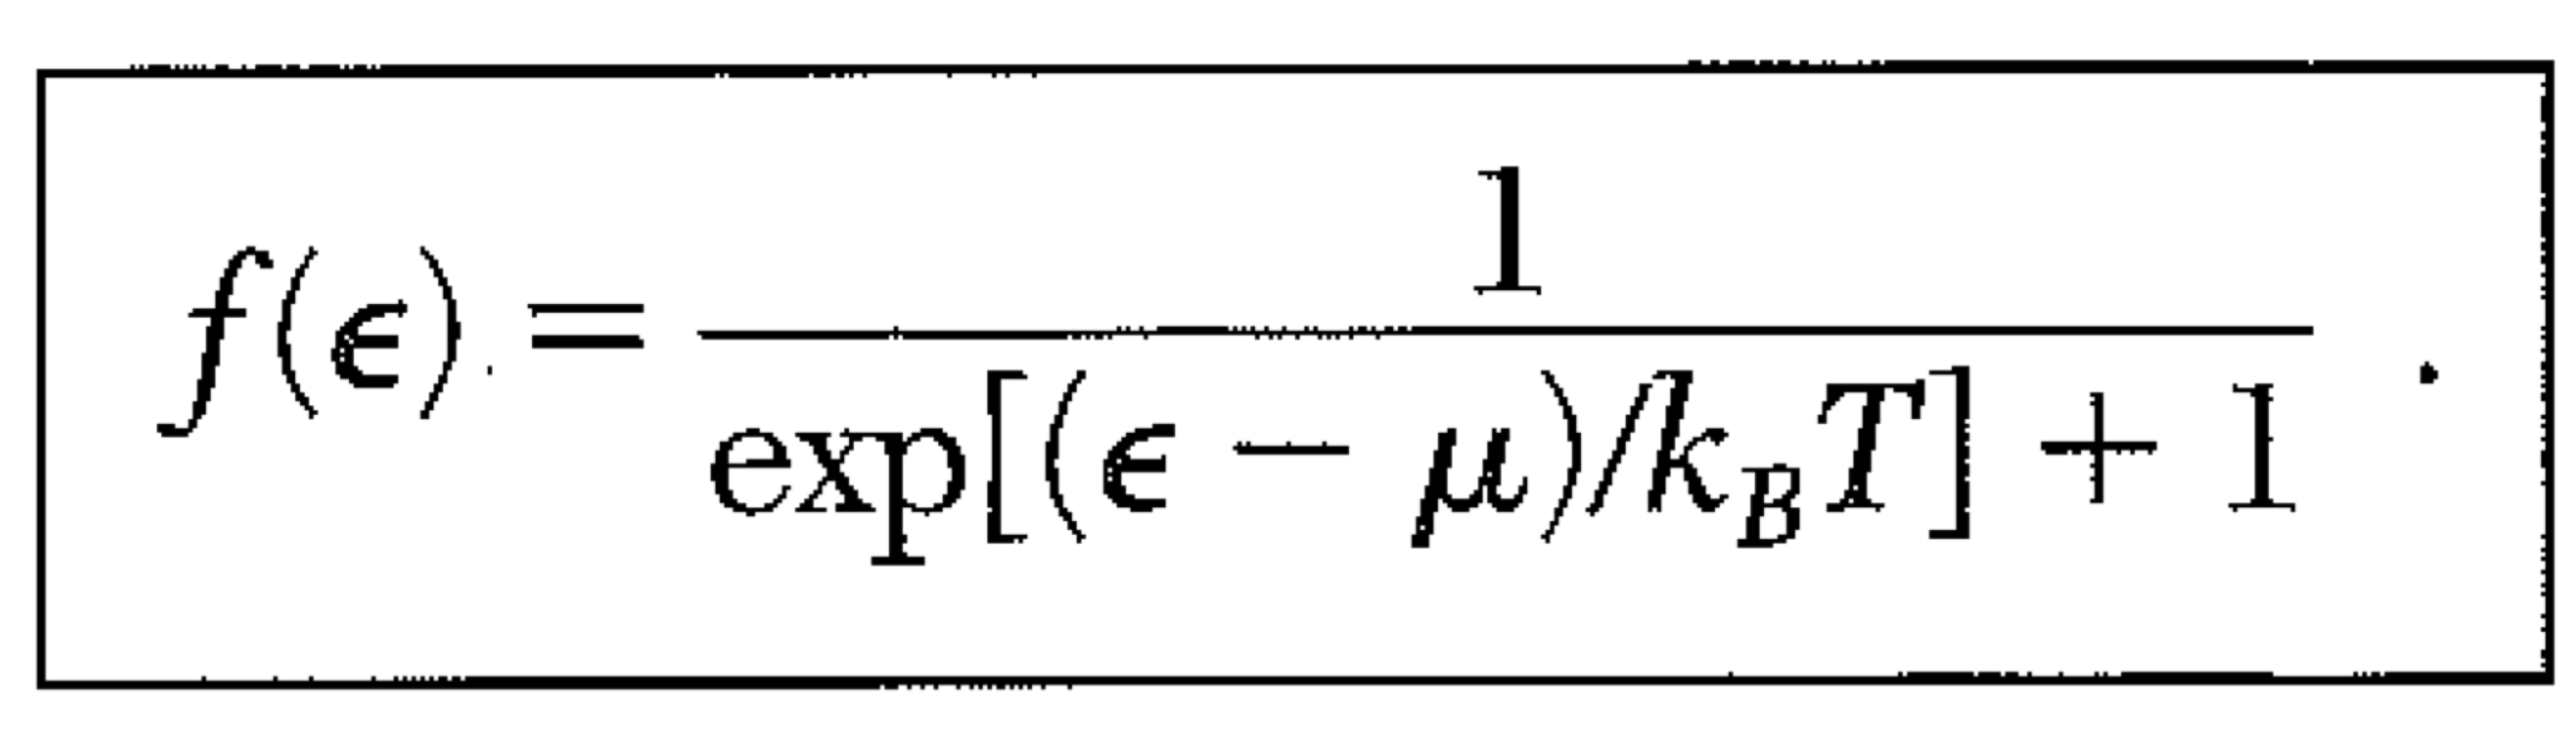 f(ϵ) = 1 / exp[(ϵ − μ)/k_B T] + 1 .